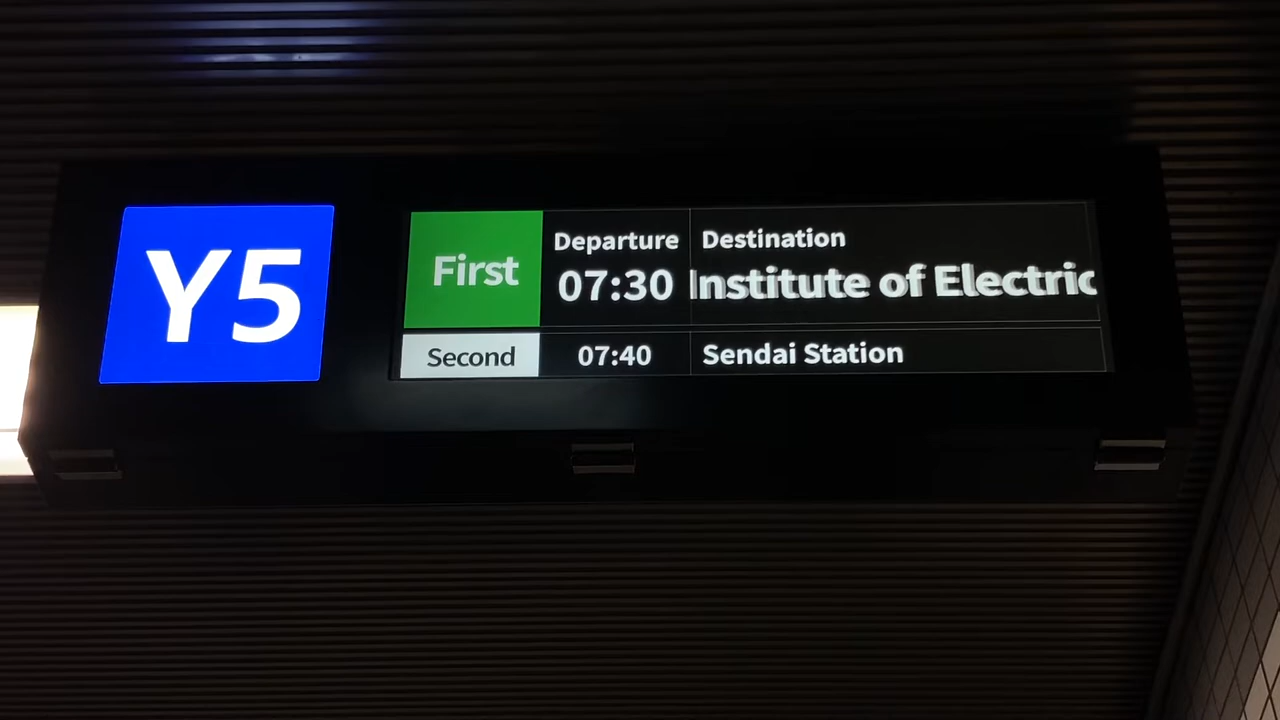 Y5
First
Departure
07:30
Destination
Institute of Electric
Second
07:40
Sendai Station